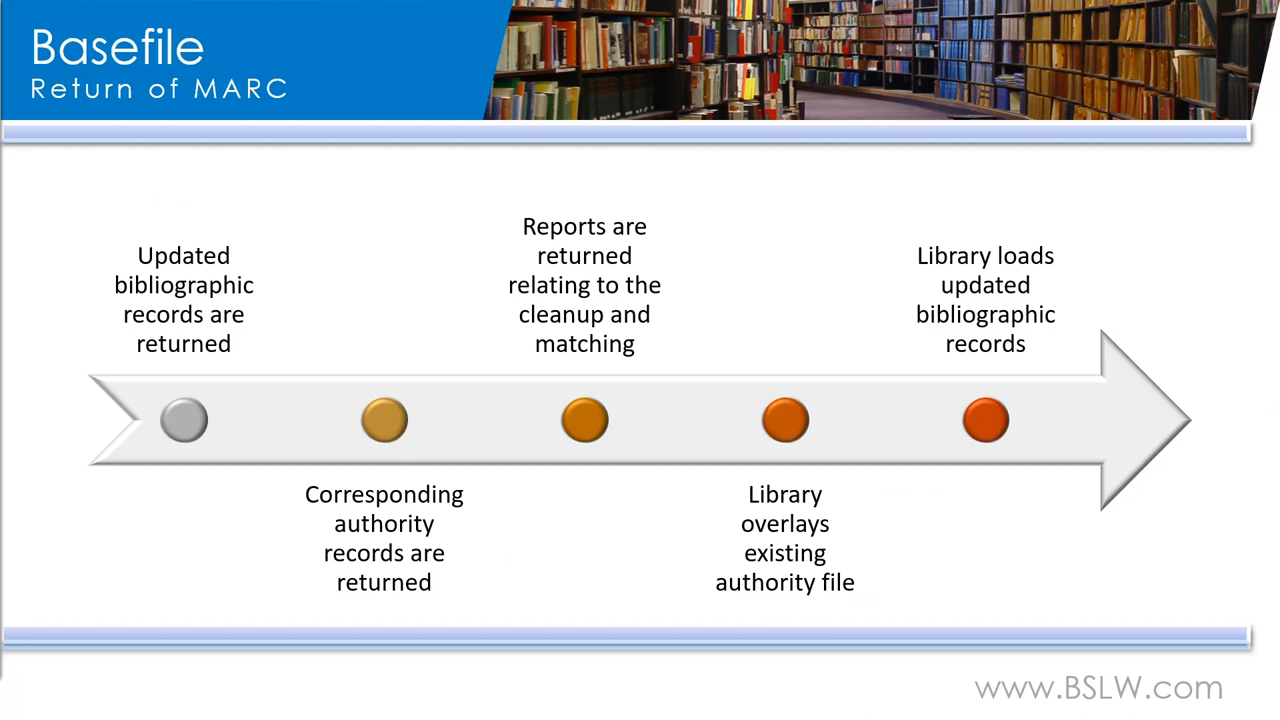 Basefile
Return of MARC
Updated
bibliographic
records are
returned
Corresponding
authority
records are
returned
Reports are
returned
relating to the
cleanup and
matching
Library
overlays
existing
authority file
Library loads
updated
bibliographic
records
www.BSLW.com